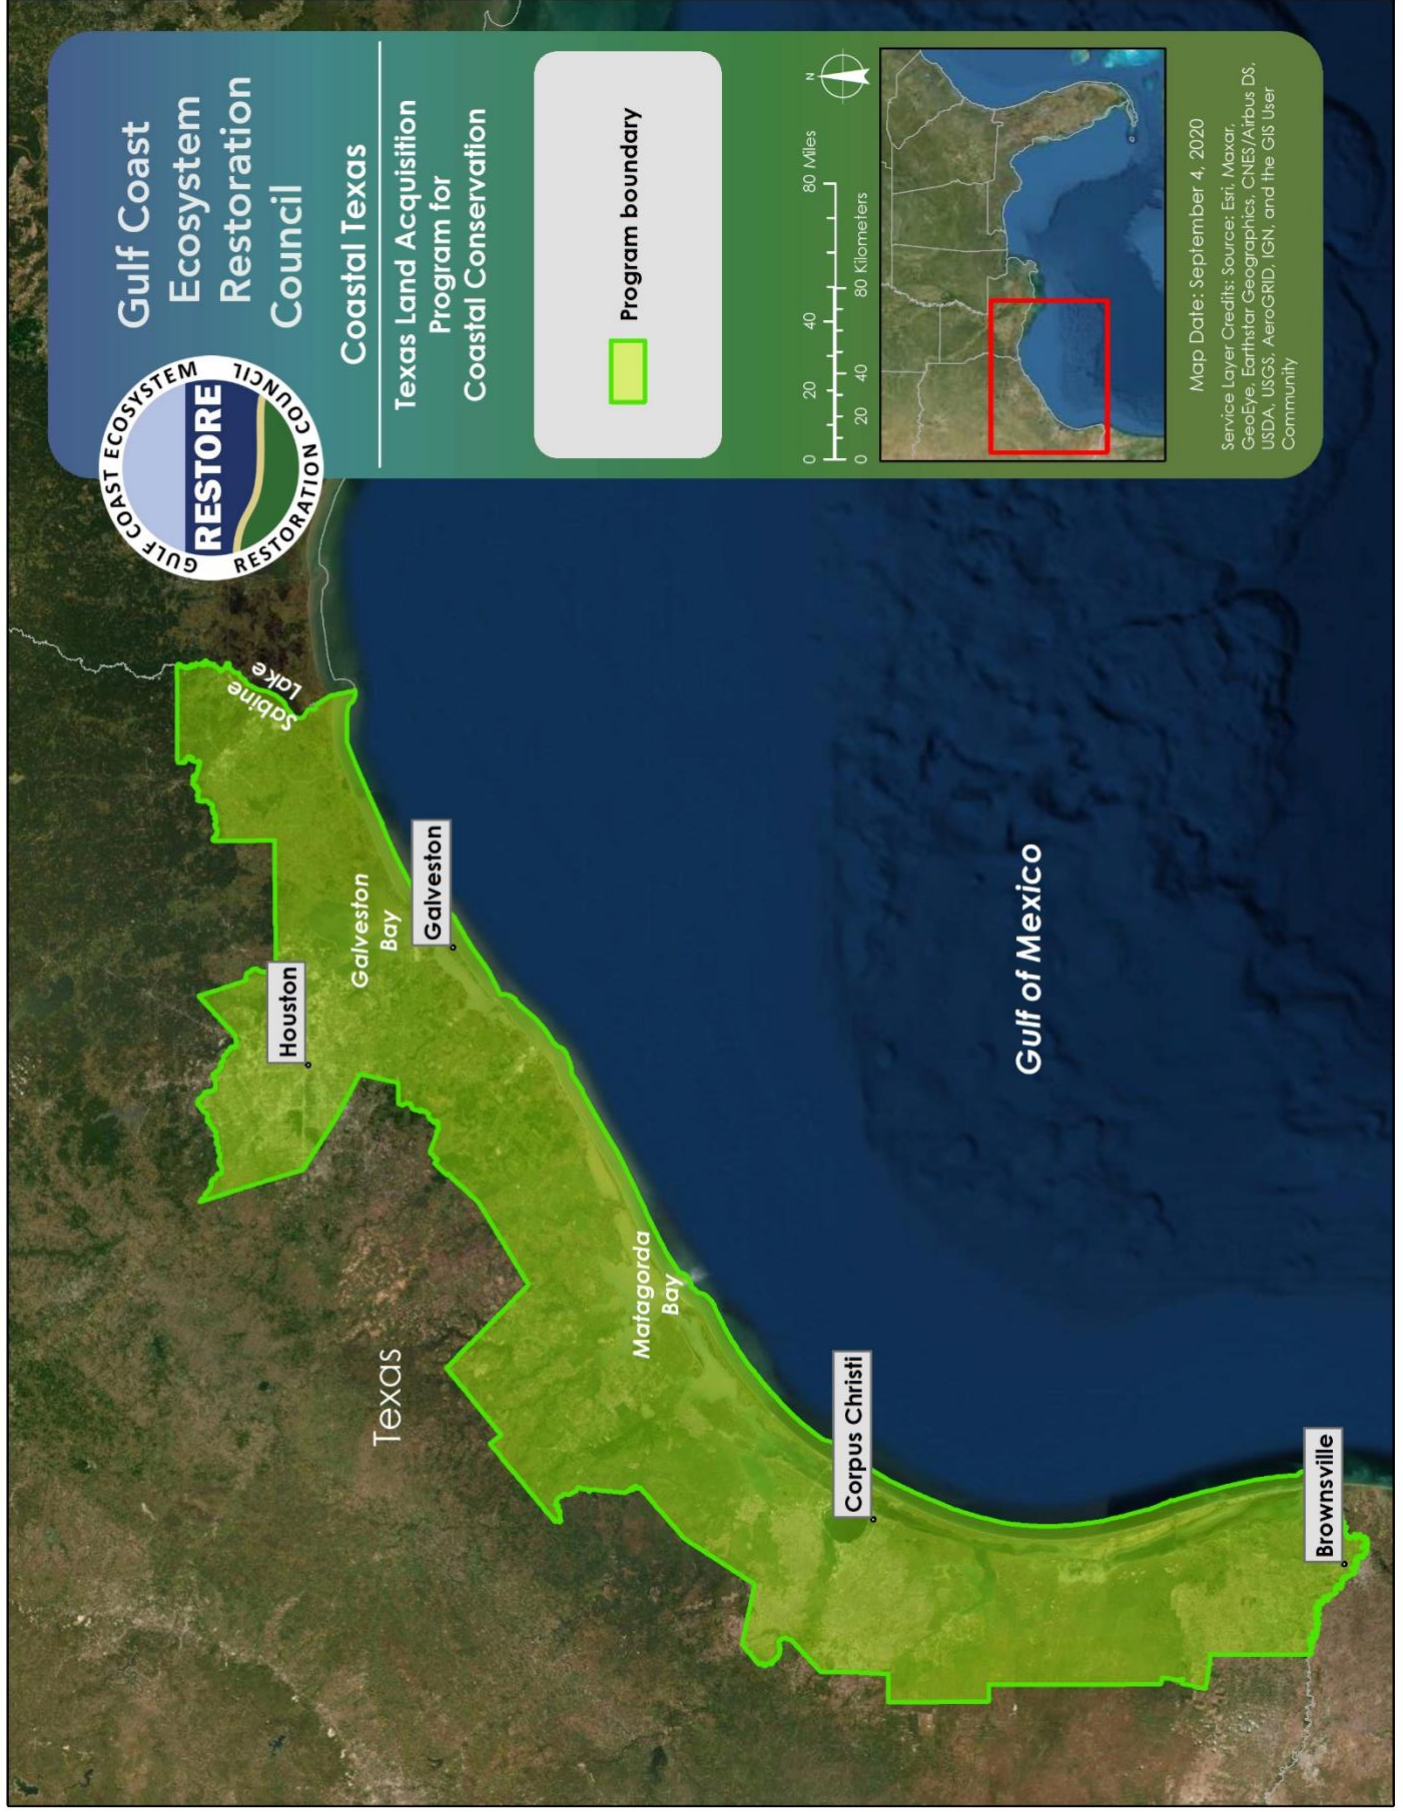 GULF COAST ECOSYSTEM
RESTORATION COUNCIL
RESTORE
Gulf Coast
Ecosystem
Restoration
Council
Coastal Texas
Texas Land Acquisition
Program for
Coastal Conservation
Program boundary
0 20 40 80 Miles
0 20 40 80 Kilometers
N
Map Date: September 4, 2020
Service Layer Credits: Source: Esri, Maxar,
GeoEye, Earthstar Geographics, CNES/Airbus DS,
USDA, USGS, AeroGRID, IGN, and the GIS User
Community
Sabine
Lake
Houston
Galveston
Bay
Galveston
Texas
Matagorda
Bay
Corpus Christi
Gulf of Mexico
Brownsville